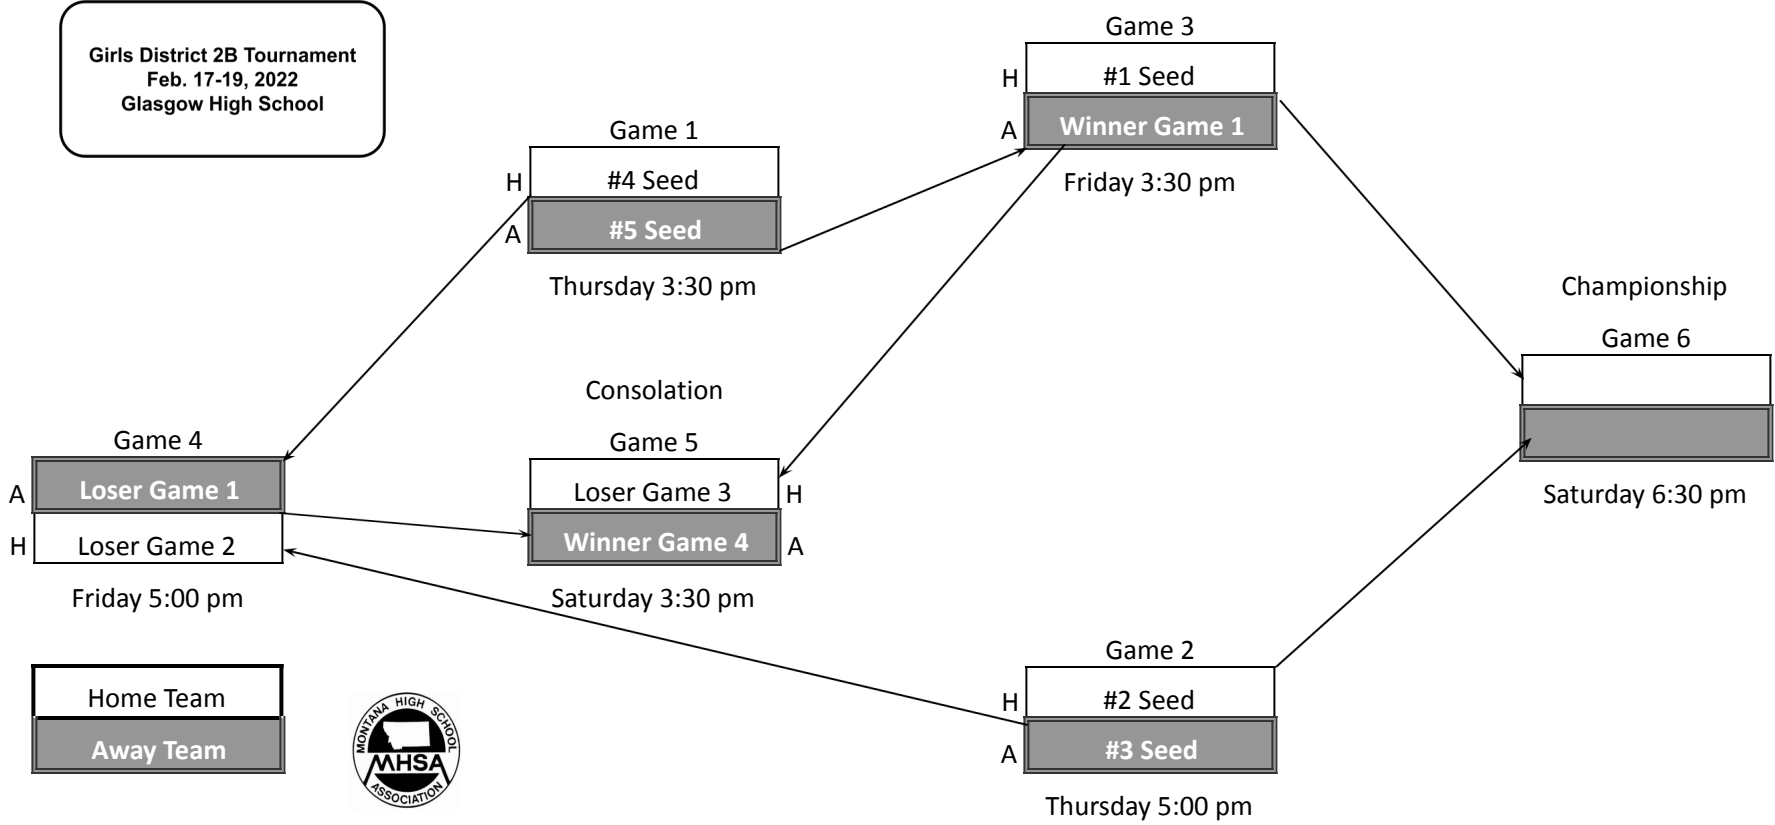 Girls District 2B Tournament
Feb. 17-19, 2022
Glasgow High School
Game 3
H
#1 Seed
A
Winner Game 1
Friday 3:30 pm
Game 1
H
#4 Seed
A
#5 Seed
Thursday 3:30 pm
Championship
Game 6
Saturday 6:30 pm
Consolation
Game 5
Loser Game 3
H
Winner Game 4
A
Saturday 3:30 pm
Game 4
A
Loser Game 1
H
Loser Game 2
Friday 5:00 pm
Game 2
H
#2 Seed
A
#3 Seed
Thursday 5:00 pm
Home Team
Away Team
MONTANA HIGH SCHOOL
MHSA
ASSOCIATION